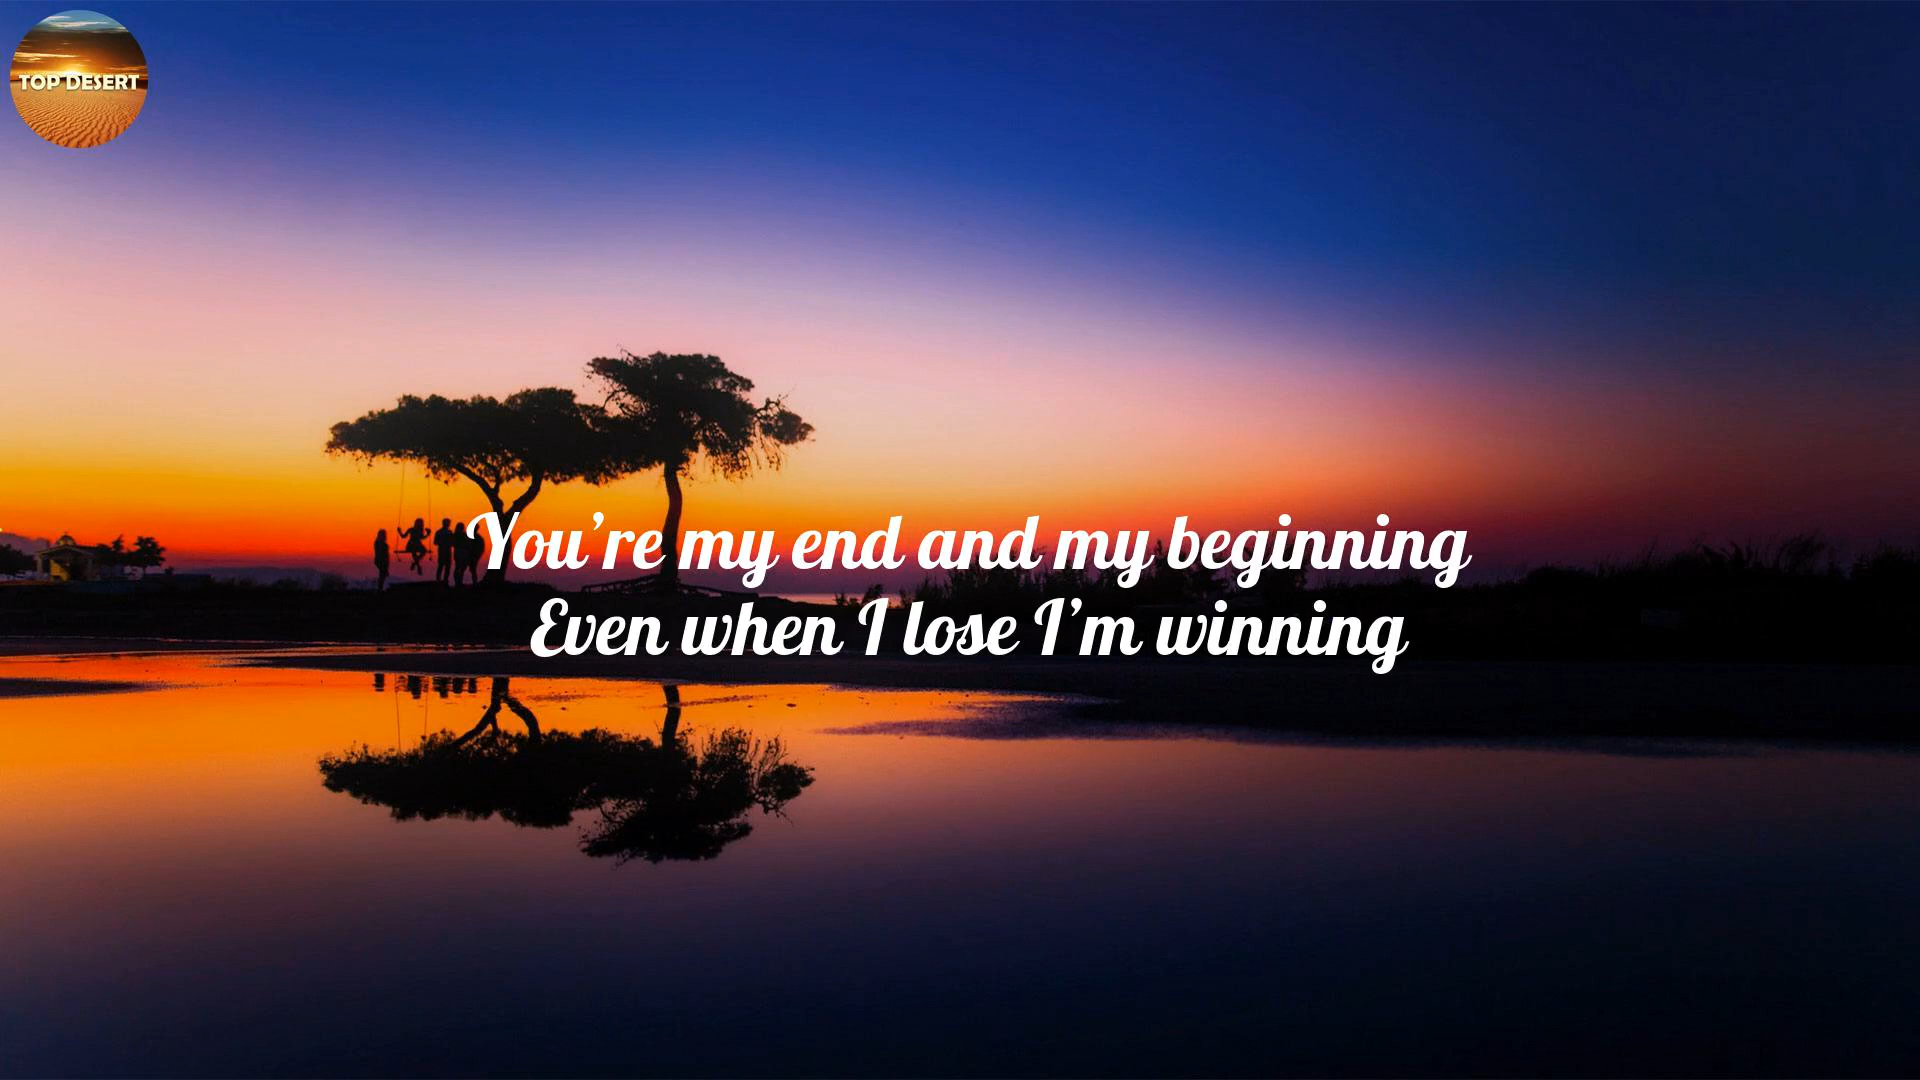 TOP DESERT
You’re my end and my beginning
Even when I lose I’m winning